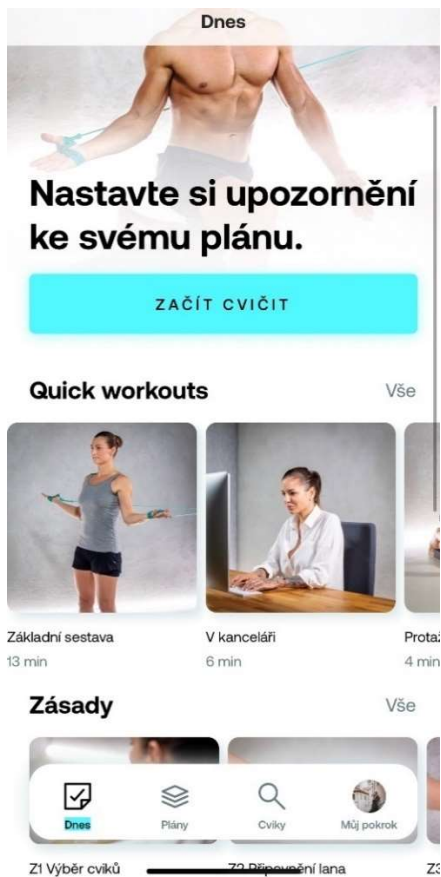 Dnes
Nastavte si upozornění
ke svému plánu.
ZAČÍT CVIČIT
Quick workouts
Vše
Základní sestava
V kanceláři
13 min
6 min
4 min
Zásady
Vše
Dnes
Plány
Cviky
Můj pokrok
Z1 Výběr cviků
Z2 Připevnění lana
Z3